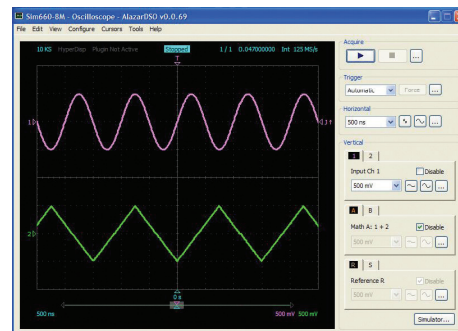 Sim660-8M - Oscilloscope - AlazarDSO v0.0.69
File Edit View Configure Cursors Tools Help
10 KS HyperDisp Plugin Not Active Stopped 1 / 1 0.047000000 Int 125 MS/s
T
1
2
0 s
500 ns 500 mV 500 mV
Acquire
...
Trigger
Automatic Force ...
Horizontal
500 ns ...
Vertical
1 2
Input Ch 1 Disable
500 mV ...
A B
Math A: 1 + 2 Disable
500 mV ...
R S
Reference R Disable
500 mV ...
Simulator...